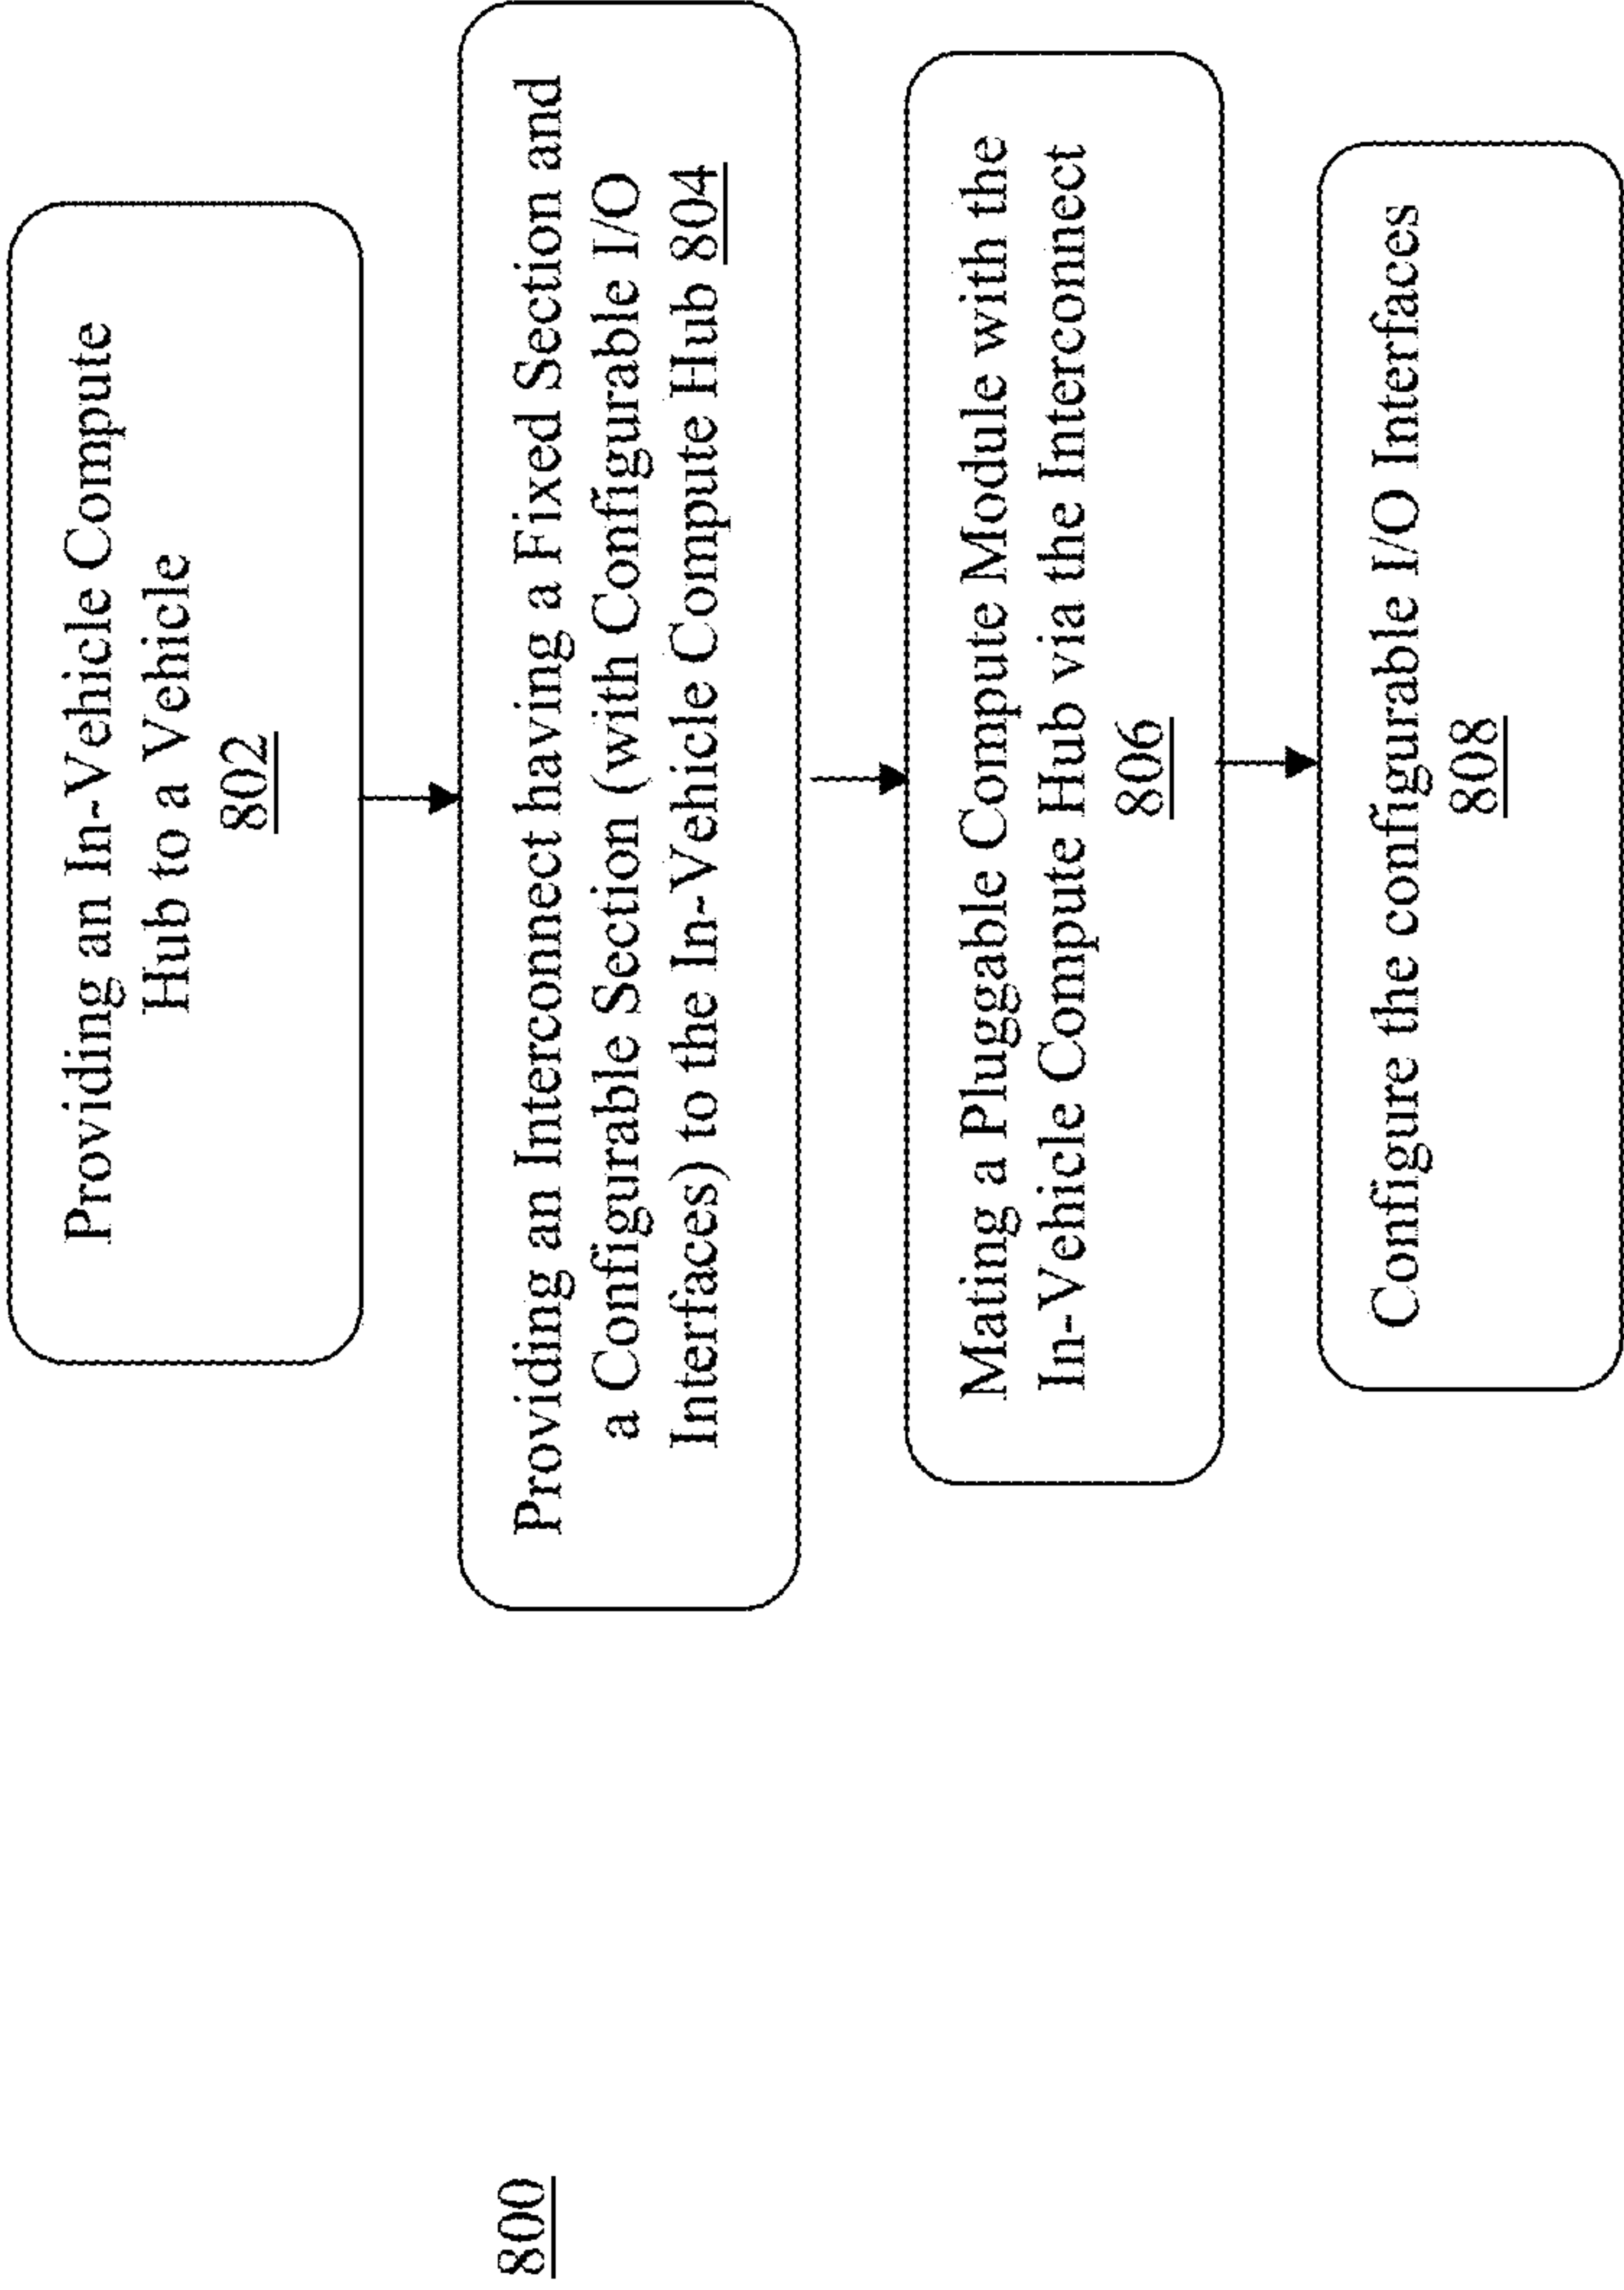 Providing an In-Vehicle Compute
Hub to a Vehicle
802
Providing an Interconnect having a Fixed Section and
a Configurable Section (with Configurable I/O
Interfaces) to the In-Vehicle Compute Hub 804
Mating a Pluggable Compute Module with the
In-Vehicle Compute Hub via the Interconnect
806
Configure the configurable I/O Interfaces
808
800